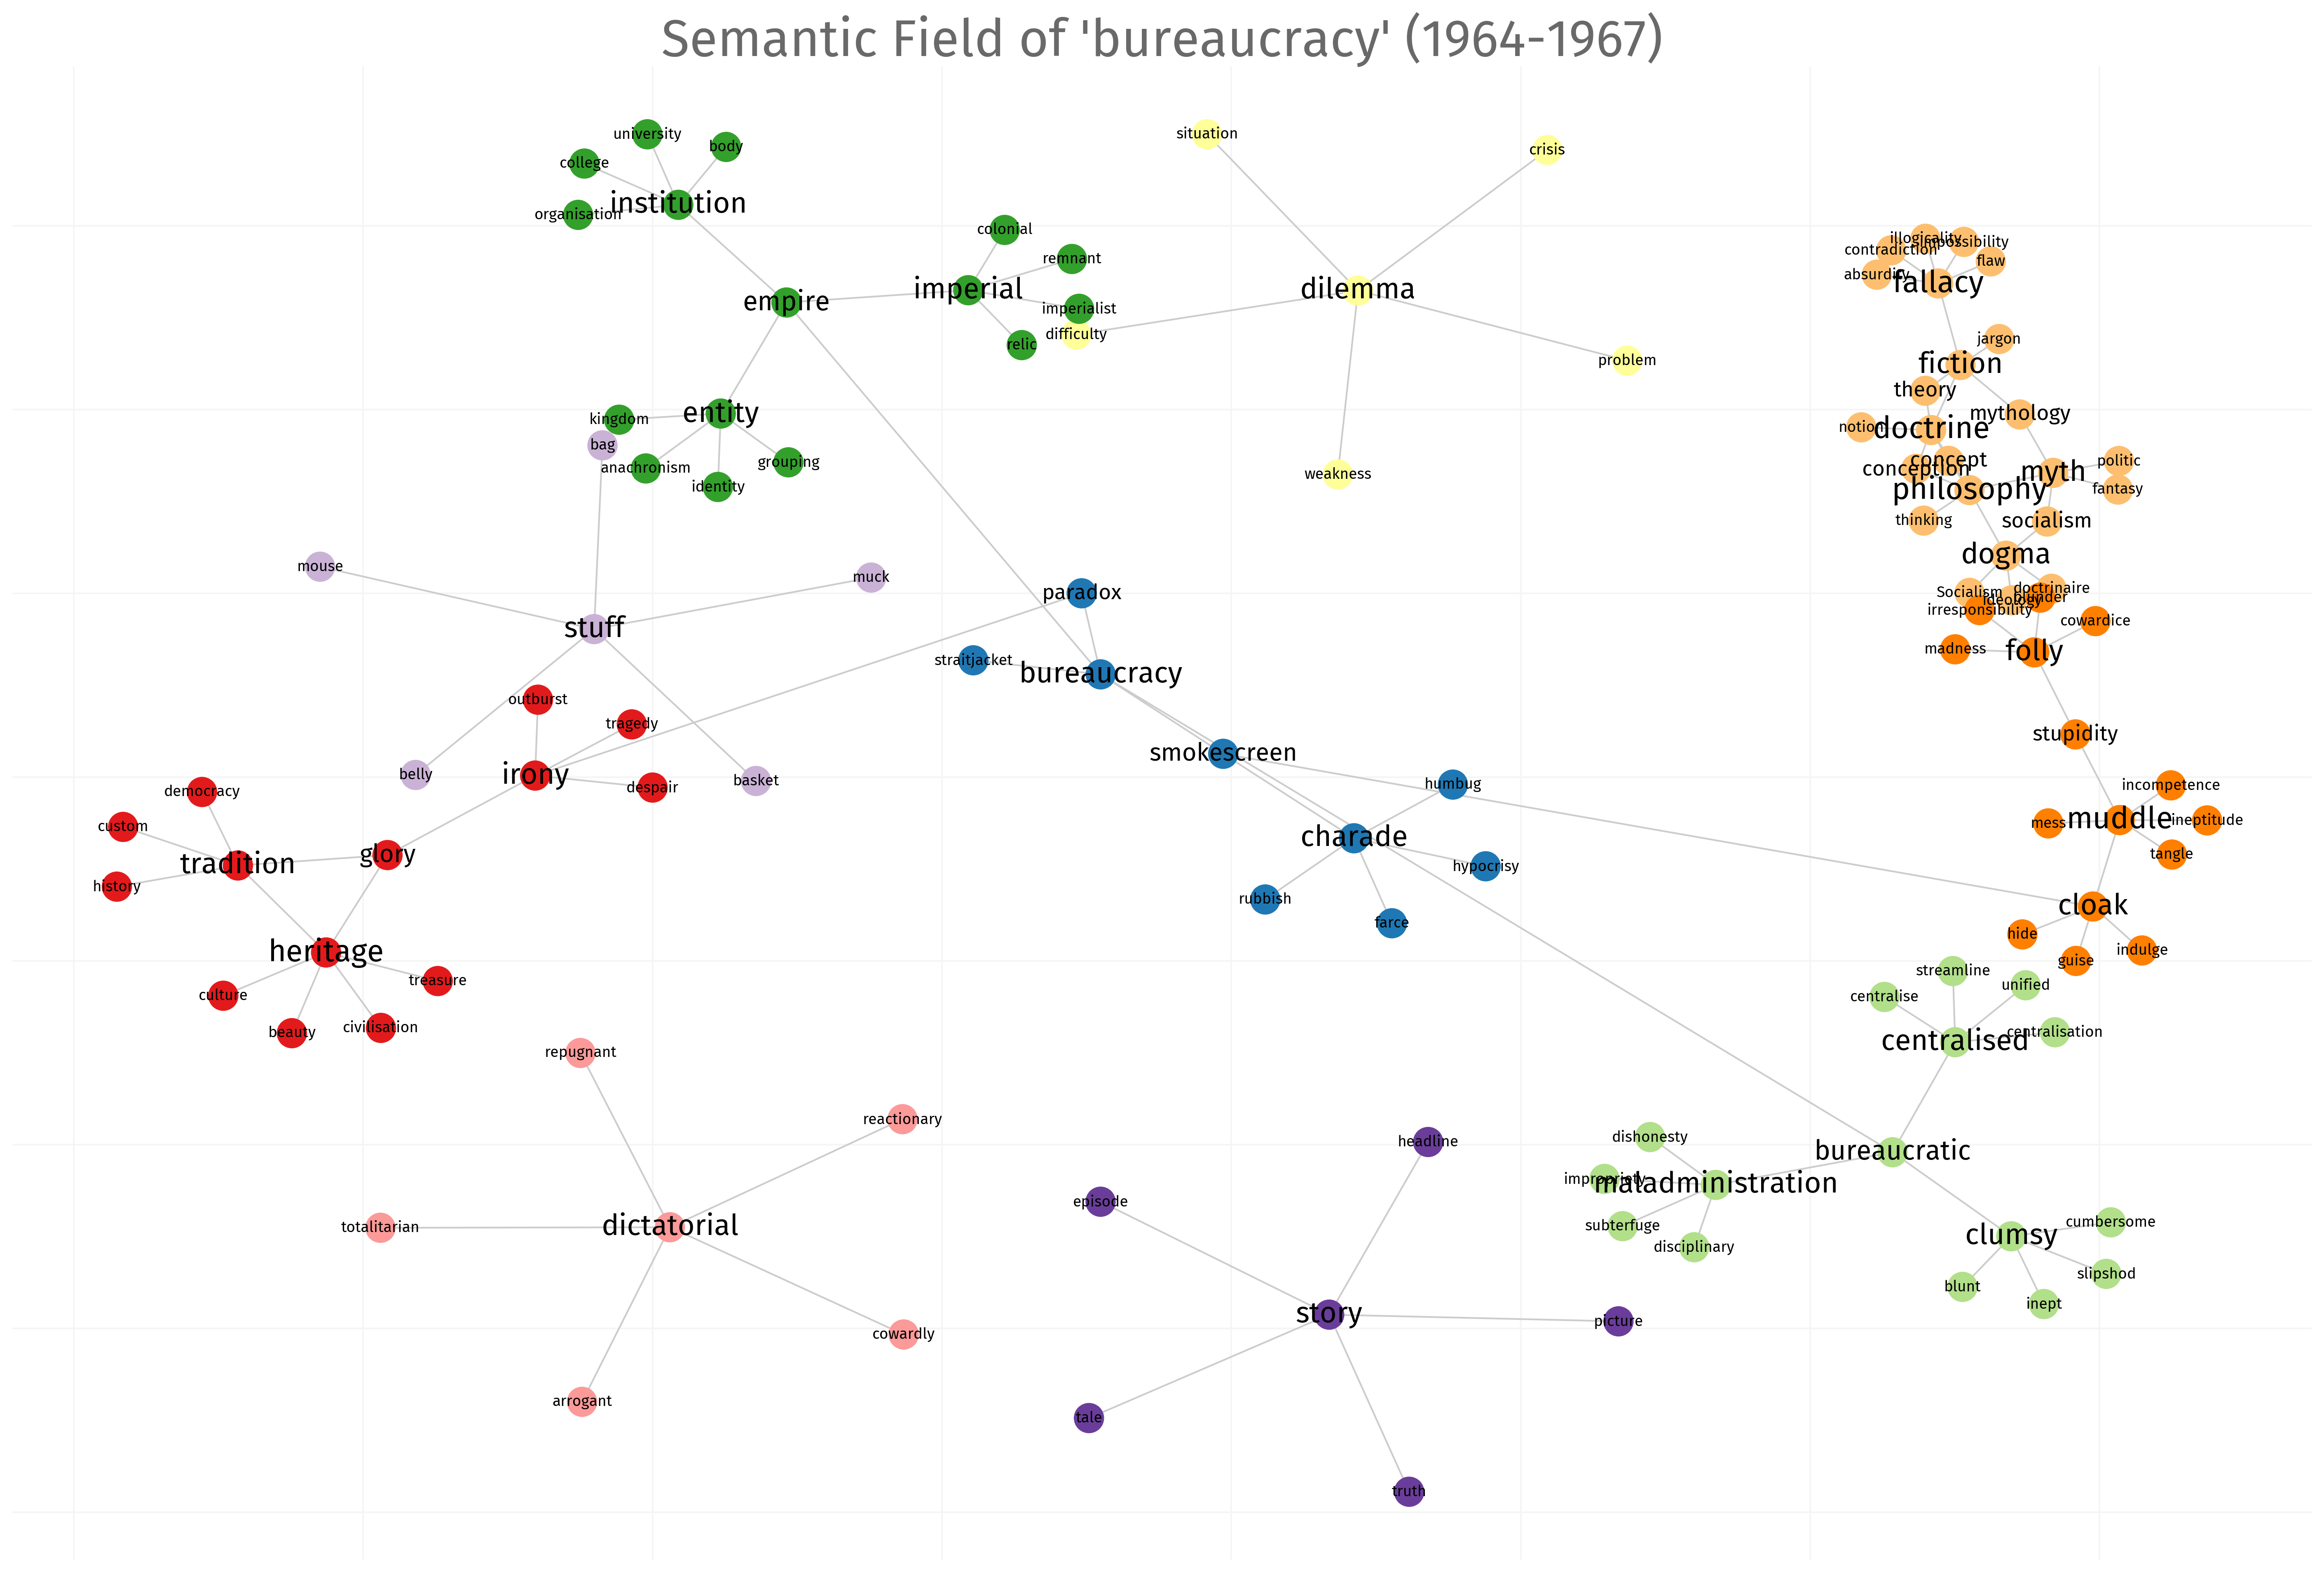 Semantic Field of 'bureaucracy' (1964-1967)
university
body
college
institution
organisation
situation
crisis
colonial
remnant
imperial
empire
imperialist
relic
difficulty
dilemma
problem
weakness
illogicality
impossibility
contradiction
flaw
absurdity
fallacy
jargon
fiction
theory
mythology
notion
doctrine
concept
conception
myth
politic
philosophy
fantasy
thinking
socialism
dogma
doctrinaire
Socialism
ideology
blunder
irresponsibility
cowardice
madness
folly
kingdom
entity
bag
anachronism
grouping
identity
mouse
muck
stuff
paradox
straitjacket
bureaucracy
outburst
tragedy
irony
belly
despair
basket
smokescreen
humbug
charade
hypocrisy
rubbish
farce
stupidity
incompetence
mess
muddle
ineptitude
tangle
cloak
hide
indulge
guise
democracy
custom
tradition
glory
history
heritage
treasure
culture
beauty
civilisation
streamline
unified
centralise
centralised
centralisation
repugnant
reactionary
totalitarian
dictatorial
cowardly
arrogant
headline
episode
story
picture
tale
truth
dishonesty
bureaucratic
impropriety
maladministration
subterfuge
disciplinary
cumbersome
clumsy
slipshod
blunt
inept